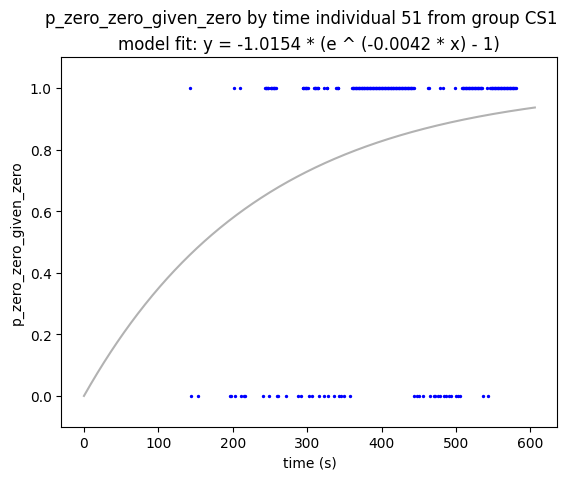 p_zero_zero_given_zero by time individual 51 from group CS1
model fit: y = -1.0154 * (e ^ (-0.0042 * x) - 1)
p_zero_zero_given_zero
1.0
0.8
0.6
0.4
0.2
0.0
0 100 200 300 400 500 600
time (s)